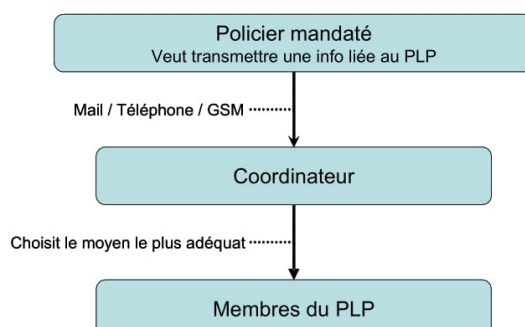 Policier mandaté
Veut transmettre une info liée au PLP
Mail / Téléphone / GSM
Coordinateur
Choisit le moyen le plus adéquat
Membres du PLP